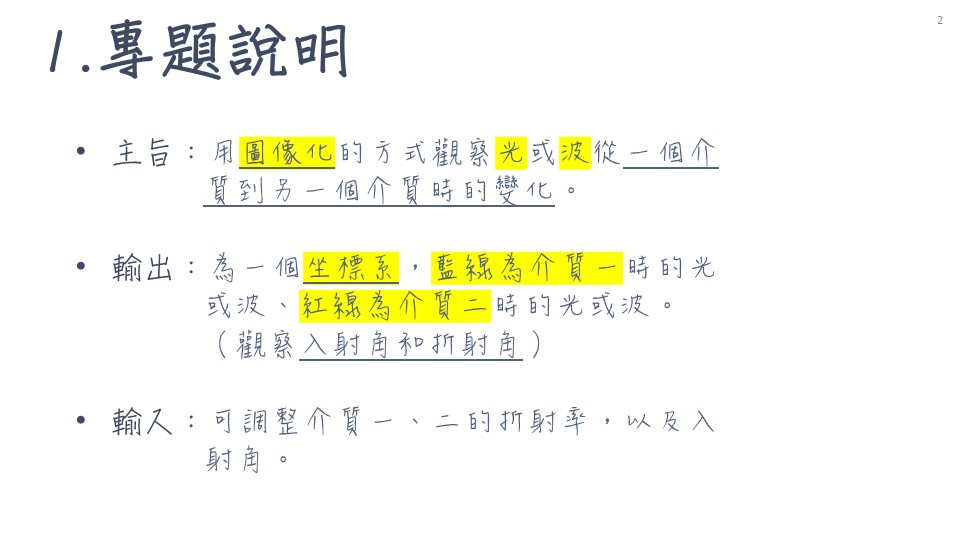 2
1.專題說明
• 主旨：用圖像化的方式觀察光或波從一個介
質到另一個介質時的變化。
• 輸出：為一個坐標系，藍線為介質一時的光
或波、紅線為介質二時的光或波。
（觀察入射角和折射角）
• 輸入：可調整介質一、二的折射率，以及入
射角。